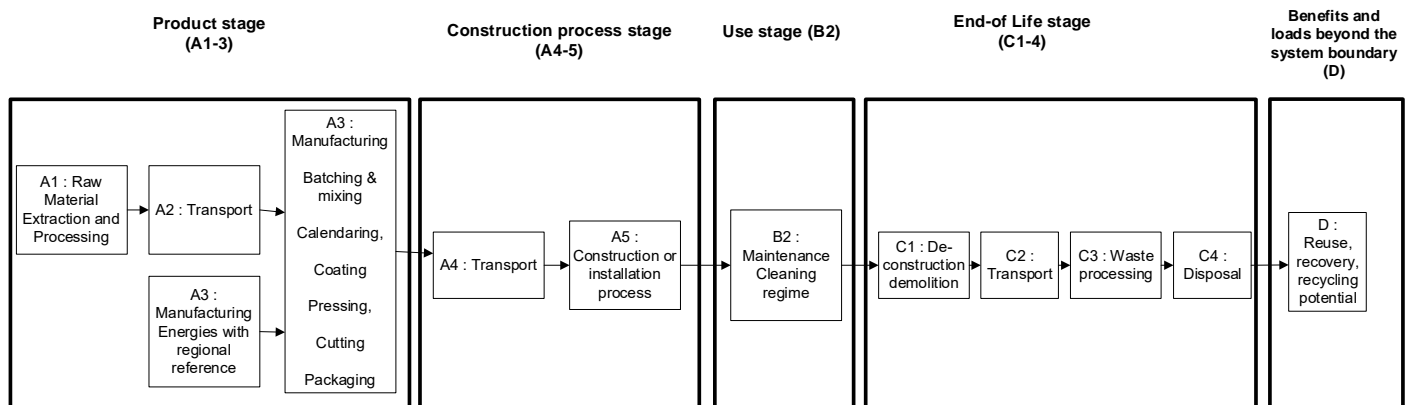 Product stage
(A1-3)
Construction process stage
(A4-5)
Use stage (B2)
End-of Life stage
(C1-4)
Benefits and
loads beyond the
system boundary
(D)
A1 : Raw
Material
Extraction and
Processing
A2 : Transport
A3 :
Manufacturing
Energies with
regional
reference
A3 :
Manufacturing
Batching &
mixing
Calendaring,
Coating
Pressing,
Cutting
Packaging
A4 : Transport
A5 :
Construction or
installation
process
B2 :
Maintenance
Cleaning
regime
C1 : De-
construction
demolition
C2 :
Transport
C3 : Waste
processing
C4 :
Disposal
D :
Reuse,
recovery,
recycling
potential